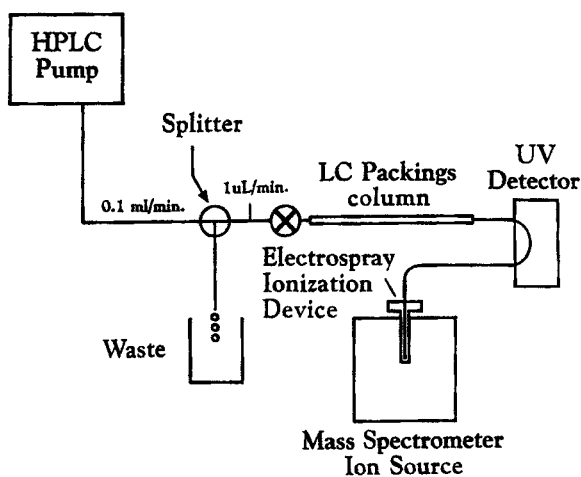 HPLC
Pump
Splitter
0.1 ml/min.
1uL/min.
LC Packings
column
UV
Detector
Electrospray
Ionization
Device
Waste
Mass Spectrometer
Ion Source